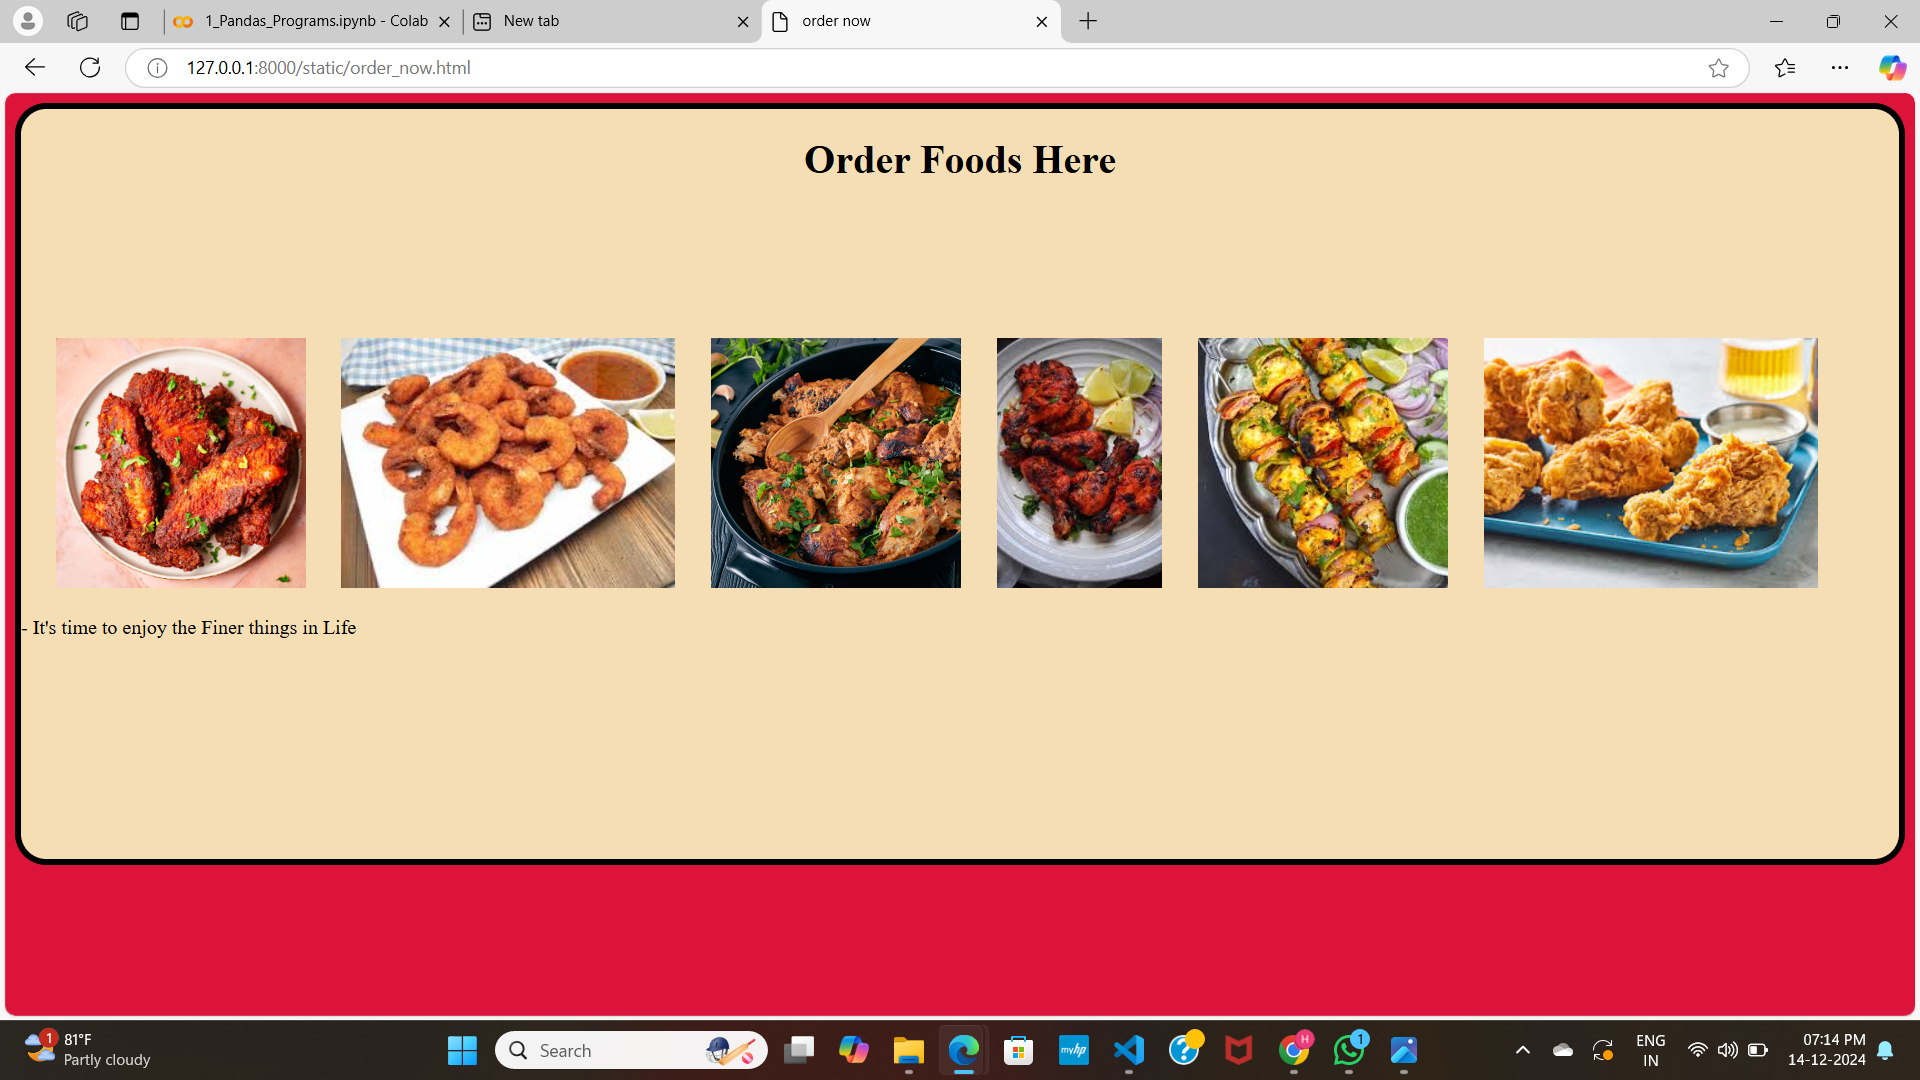 1_Pandas_Programs.ipynb - Colab
New tab
order now
127.0.0.1:8000/static/order_now.html
Order Foods Here
- It's time to enjoy the Finer things in Life
1
81°F
Partly cloudy
Search
myhp
H
1
ENG
IN
07:14 PM
14-12-2024